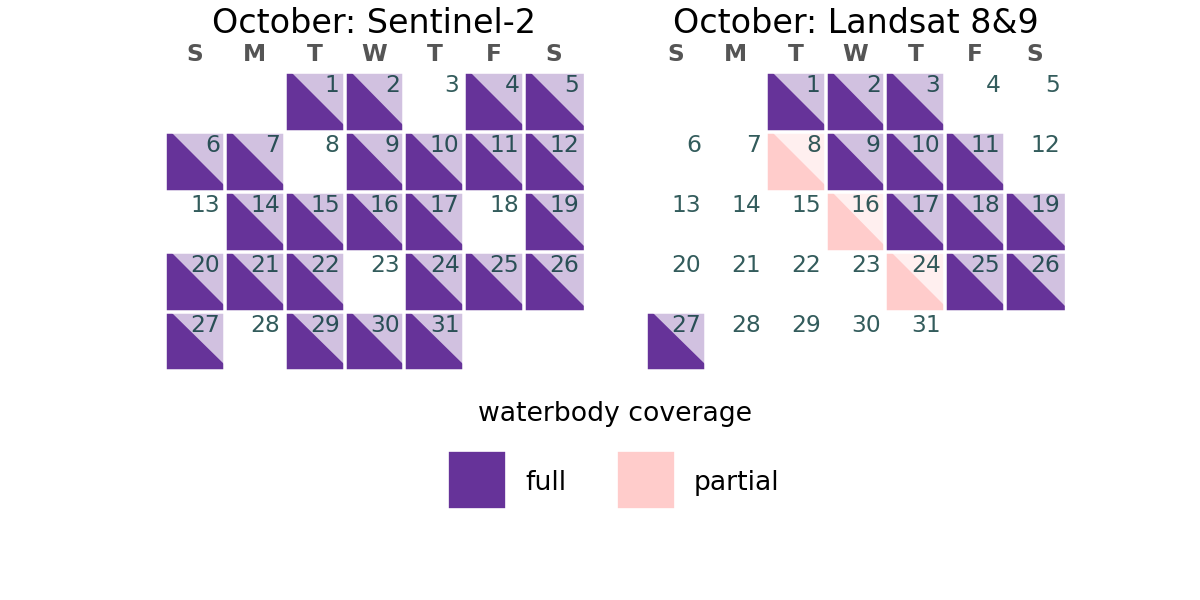 October: Sentinel-2
S M T W T F S
1 2 3 4 5
6 7 8 9 10 11 12
13 14 15 16 17 18 19
20 21 22 23 24 25 26
27 28 29 30 31
October: Landsat 8&9
S M T W T F S
1 2 3 4 5
6 7 8 9 10 11 12
13 14 15 16 17 18 19
20 21 22 23 24 25 26
27 28 29 30 31
waterbody coverage
full partial